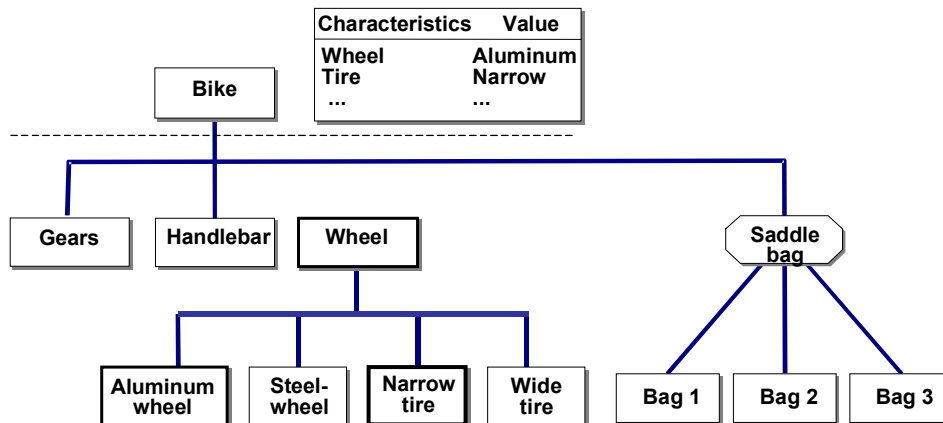 Characteristics Value
Wheel Aluminum
Tire Narrow
... ...
Bike
Gears
Handlebar
Wheel
Saddle
bag
Aluminum
wheel
Steel-
wheel
Narrow
tire
Wide
tire
Bag 1
Bag 2
Bag 3